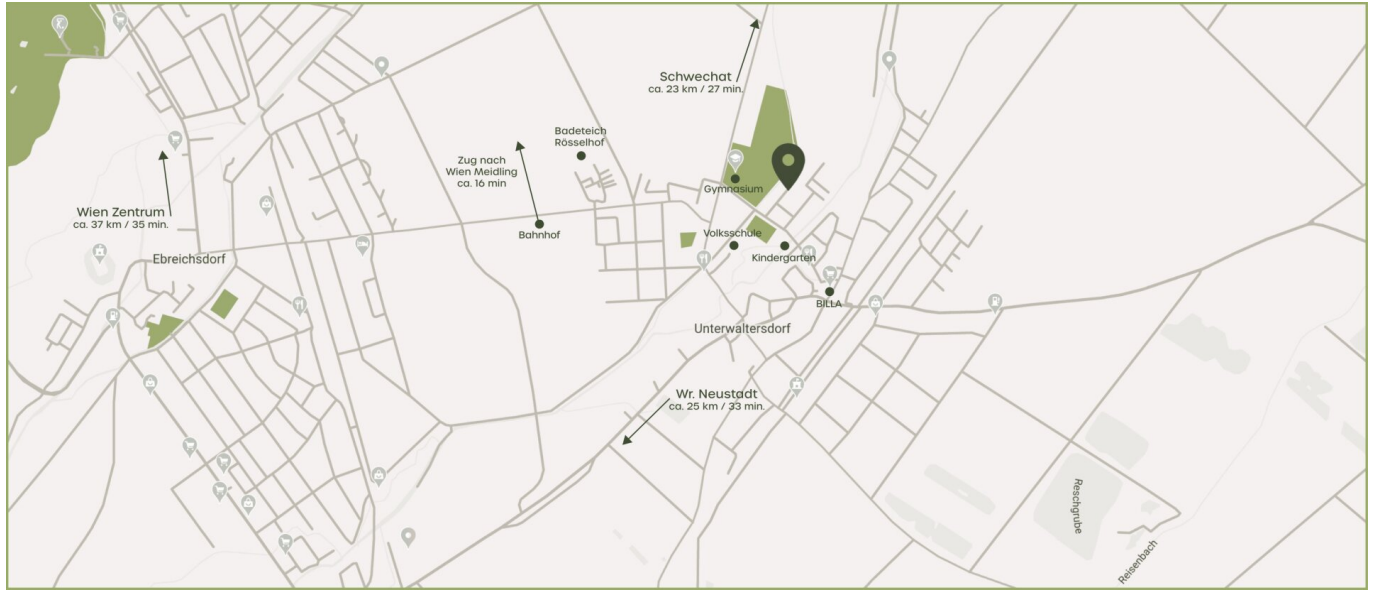 Schwechat
ca. 23 km / 27 min.
Badeteich
Rösselhof
Zug nach
Wien Meidling
ca. 16 min
Gymnasium
Wien Zentrum
ca. 37 km / 35 min.
Bahnhof
Volksschule
Kindergarten
Ebreichsdorf
BILLA
Unterwaltersdorf
Wr. Neustadt
ca. 25 km / 33 min.
Reschgrube
Reisenbach